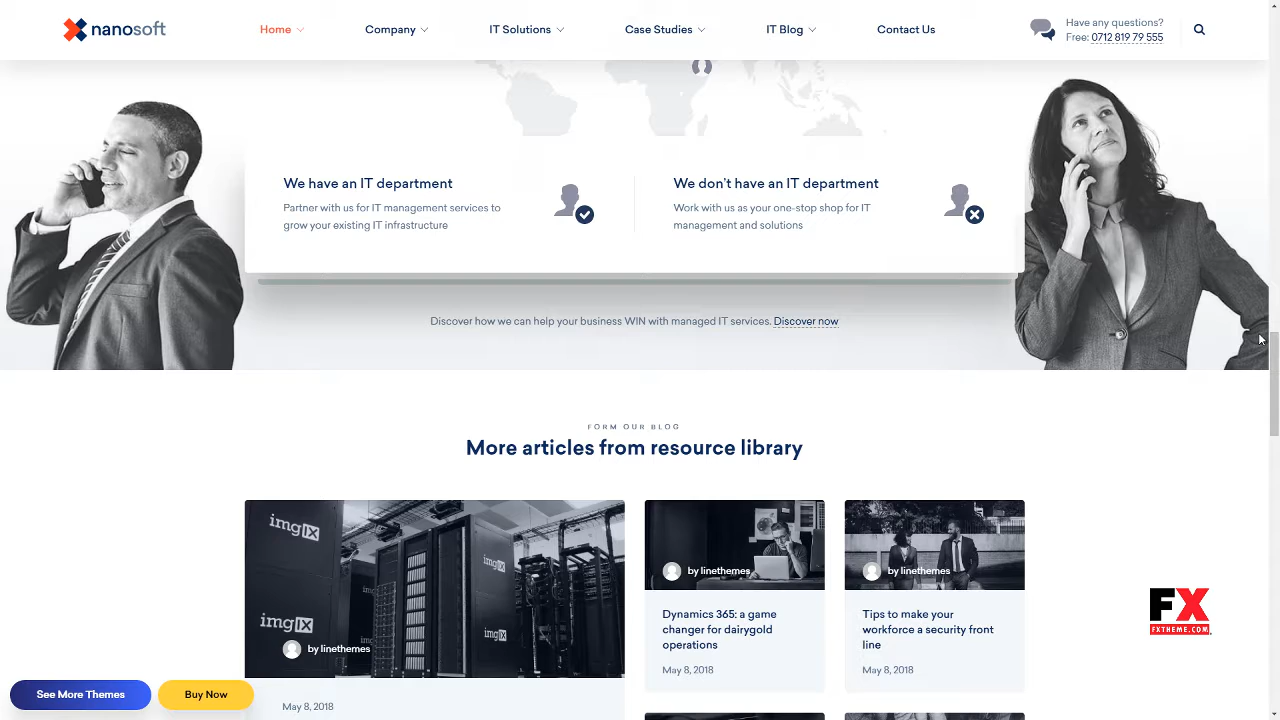 nanosoft
Home
Company
IT Solutions
Case Studies
IT Blog
Contact Us
Have any questions?
Free: 0712 819 79 555
We have an IT department
Partner with us for IT management services to
grow your existing IT infrastructure
We don't have an IT department
Work with us as your one-stop shop for IT
management and solutions
Discover how we can help your business WIN with managed IT services. Discover now
FORM OUR BLOG
More articles from resource library
imgIX
imgIX
imgIX
imgIX
by linethemes
May 8, 2018
by linethemes
Dynamics 365: a game
changer for dairygold
operations
May 8, 2018
by linethemes
Tips to make your
workforce a security front
line
May 8, 2018
FX
FXTHEME.COM
See More Themes
Buy Now